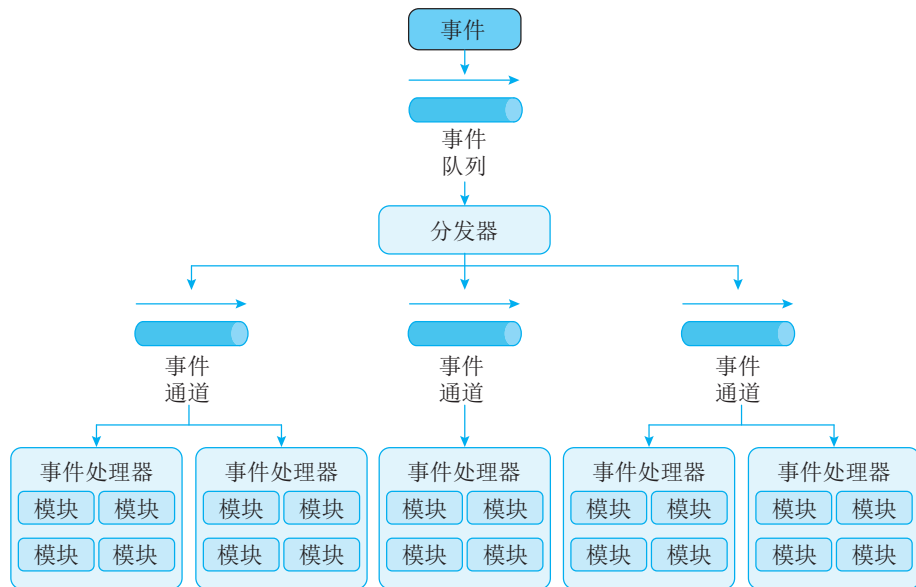 事件
事件
队列
分发器
事件
通道
事件
通道
事件
通道
事件处理器
模块 模块
模块 模块
事件处理器
模块 模块
模块 模块
事件处理器
模块 模块
模块 模块
事件处理器
模块 模块
模块 模块
事件处理器
模块 模块
模块 模块